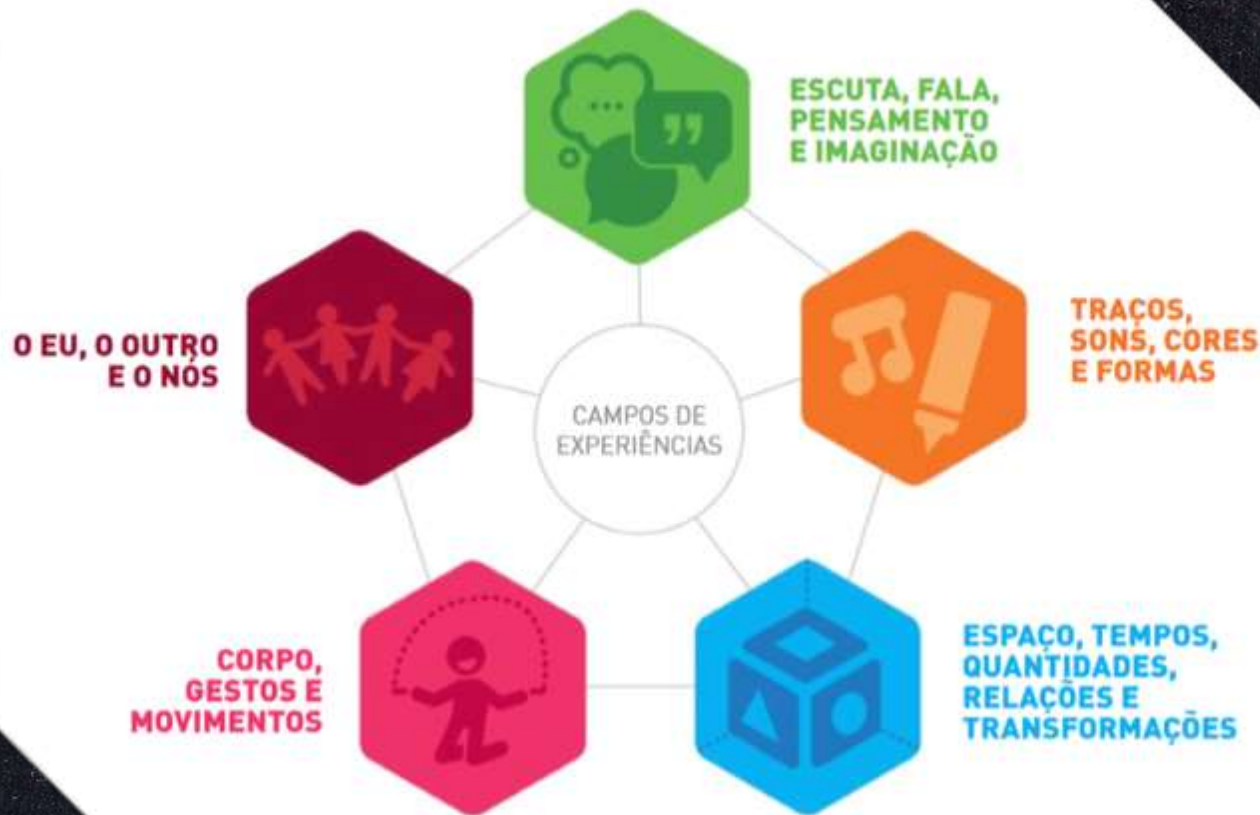 ESCUTA, FALA,
PENSAMENTO
E IMAGINAÇÃO
TRAÇOS,
SONS, CORES
E FORMAS
O EU, O OUTRO
E O NÓS
CAMPOS DE
EXPERIÊNCIAS
CORPO,
GESTOS E
MOVIMENTOS
ESPAÇO, TEMPOS,
QUANTIDADES,
RELAÇÕES E
TRANSFORMAÇÕES